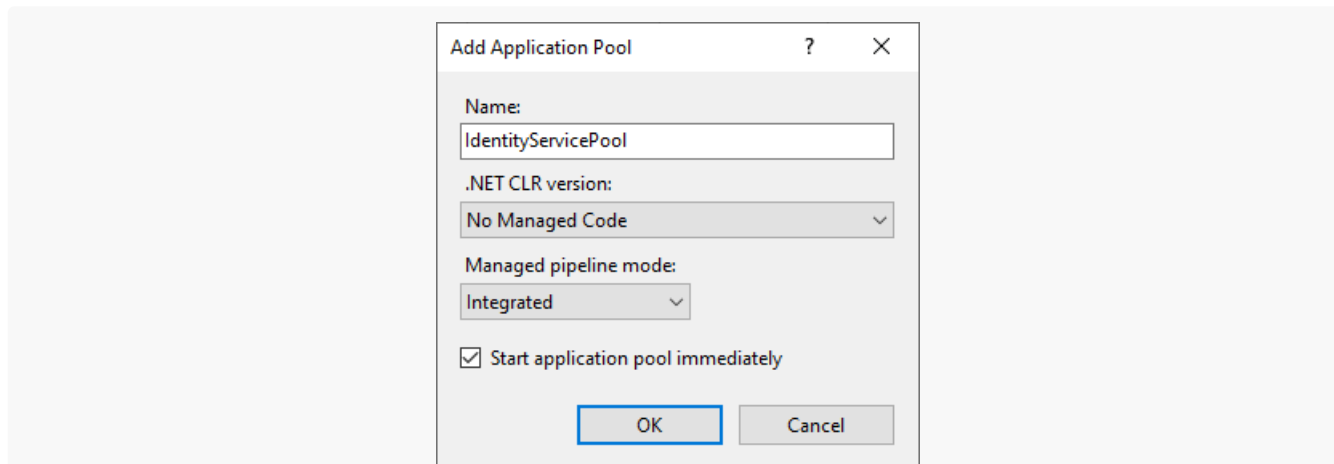 Add Application Pool ?
Name:
IdentityServicePool
.NET CLR version:
No Managed Code
Managed pipeline mode:
Integrated
Start application pool immediately
OK Cancel